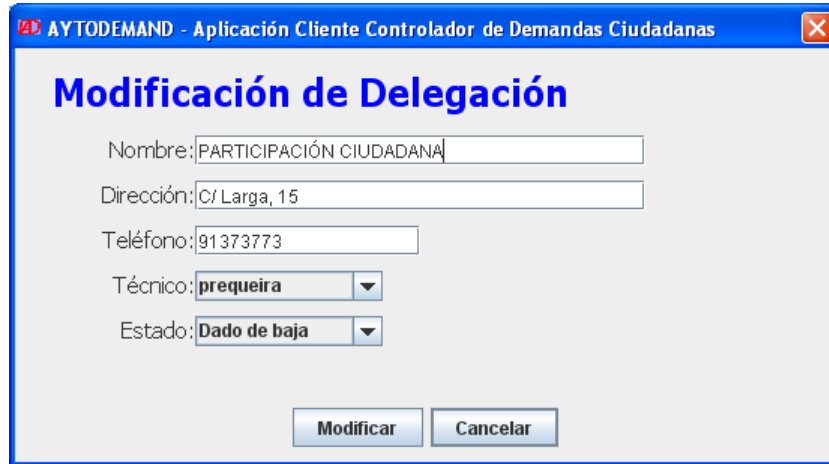 AYTODEMAND - Aplicación Cliente Controlador de Demandas Ciudadanas
Modificación de Delegación
Nombre: PARTICIPACIÓN CIUDADANA
Dirección: C/ Larga, 15
Teléfono: 91373773
Técnico: prequeira
Estado: Dado de baja
Modificar Cancelar